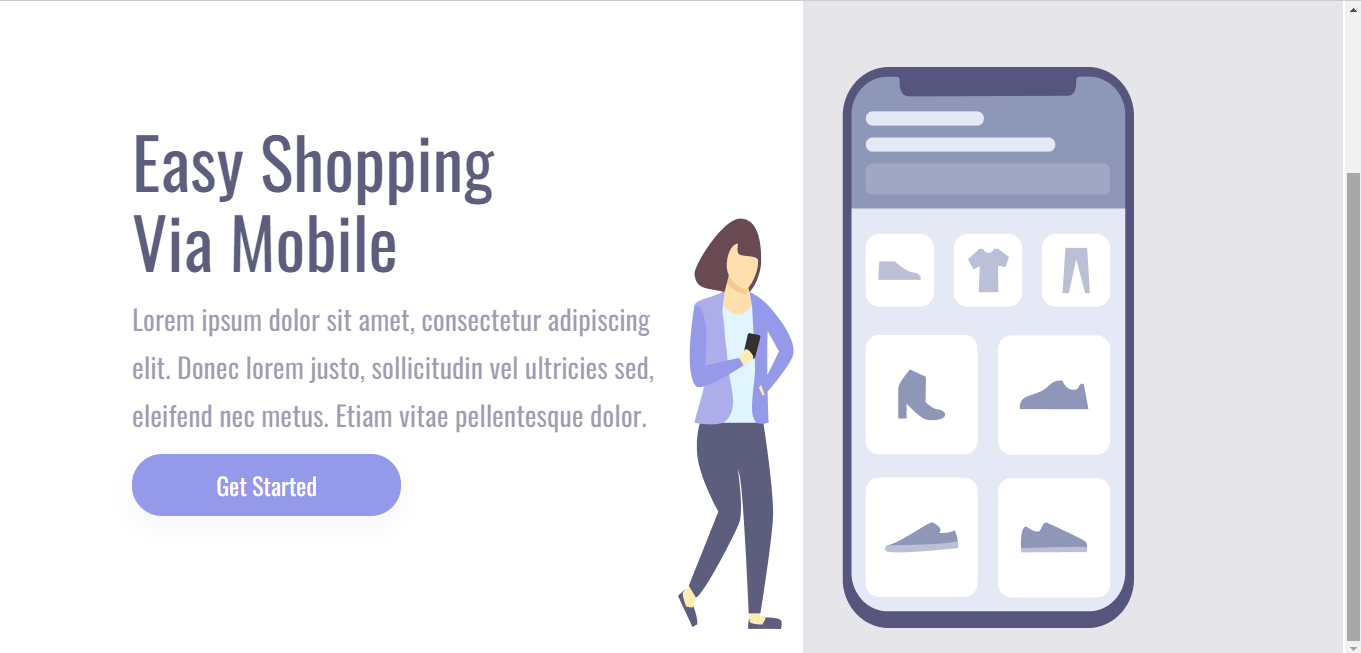 Easy Shopping
Via Mobile
Lorem ipsum dolor sit amet, consectetur adipiscing
elit. Donec lorem justo, sollicitudin vel ultricies sed,
eleifend nec metus. Etiam vitae pellentesque dolor.
Get Started